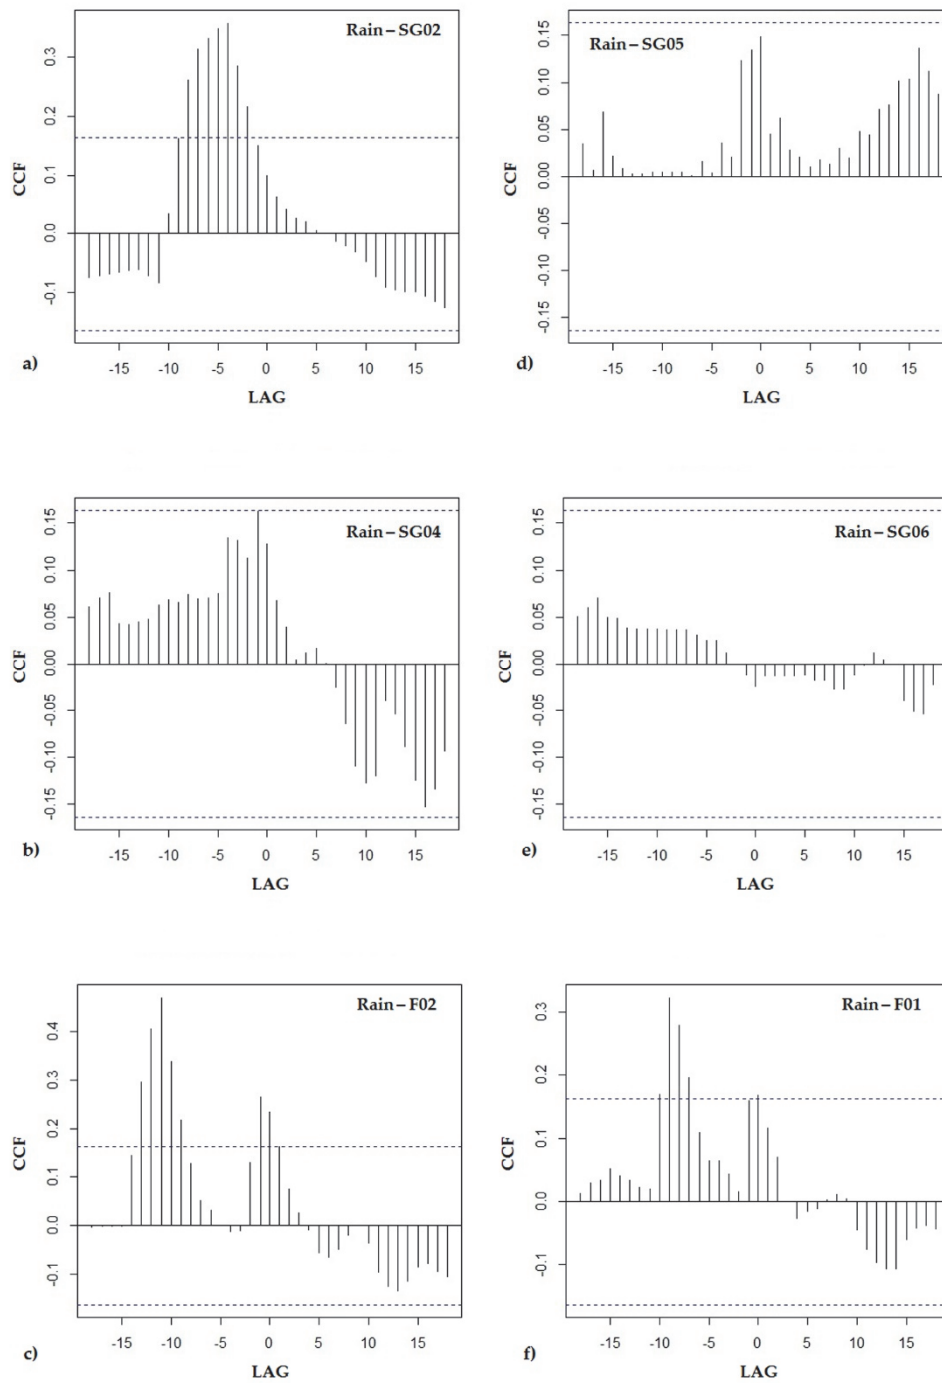 Rain – SG02
CCF
0.3
0.2
0.1
0.0
-0.1
-15 -10 -5 0 5 10 15
LAG
a)
Rain – SG05
CCF
0.15
0.10
0.05
0.00
-0.05
-0.10
-0.15
-15 -10 -5 0 5 10 15
LAG
d)
Rain – SG04
CCF
0.15
0.10
0.05
0.00
-0.05
-0.10
-0.15
-15 -10 -5 0 5 10 15
LAG
b)
Rain – SG06
CCF
0.15
0.10
0.05
0.00
-0.05
-0.10
-0.15
-15 -10 -5 0 5 10 15
LAG
e)
Rain – F02
CCF
0.4
0.3
0.2
0.1
0.0
-0.1
-15 -10 -5 0 5 10 15
LAG
c)
Rain – F01
CCF
0.3
0.2
0.1
0.0
-0.1
-15 -10 -5 0 5 10 15
LAG
f)